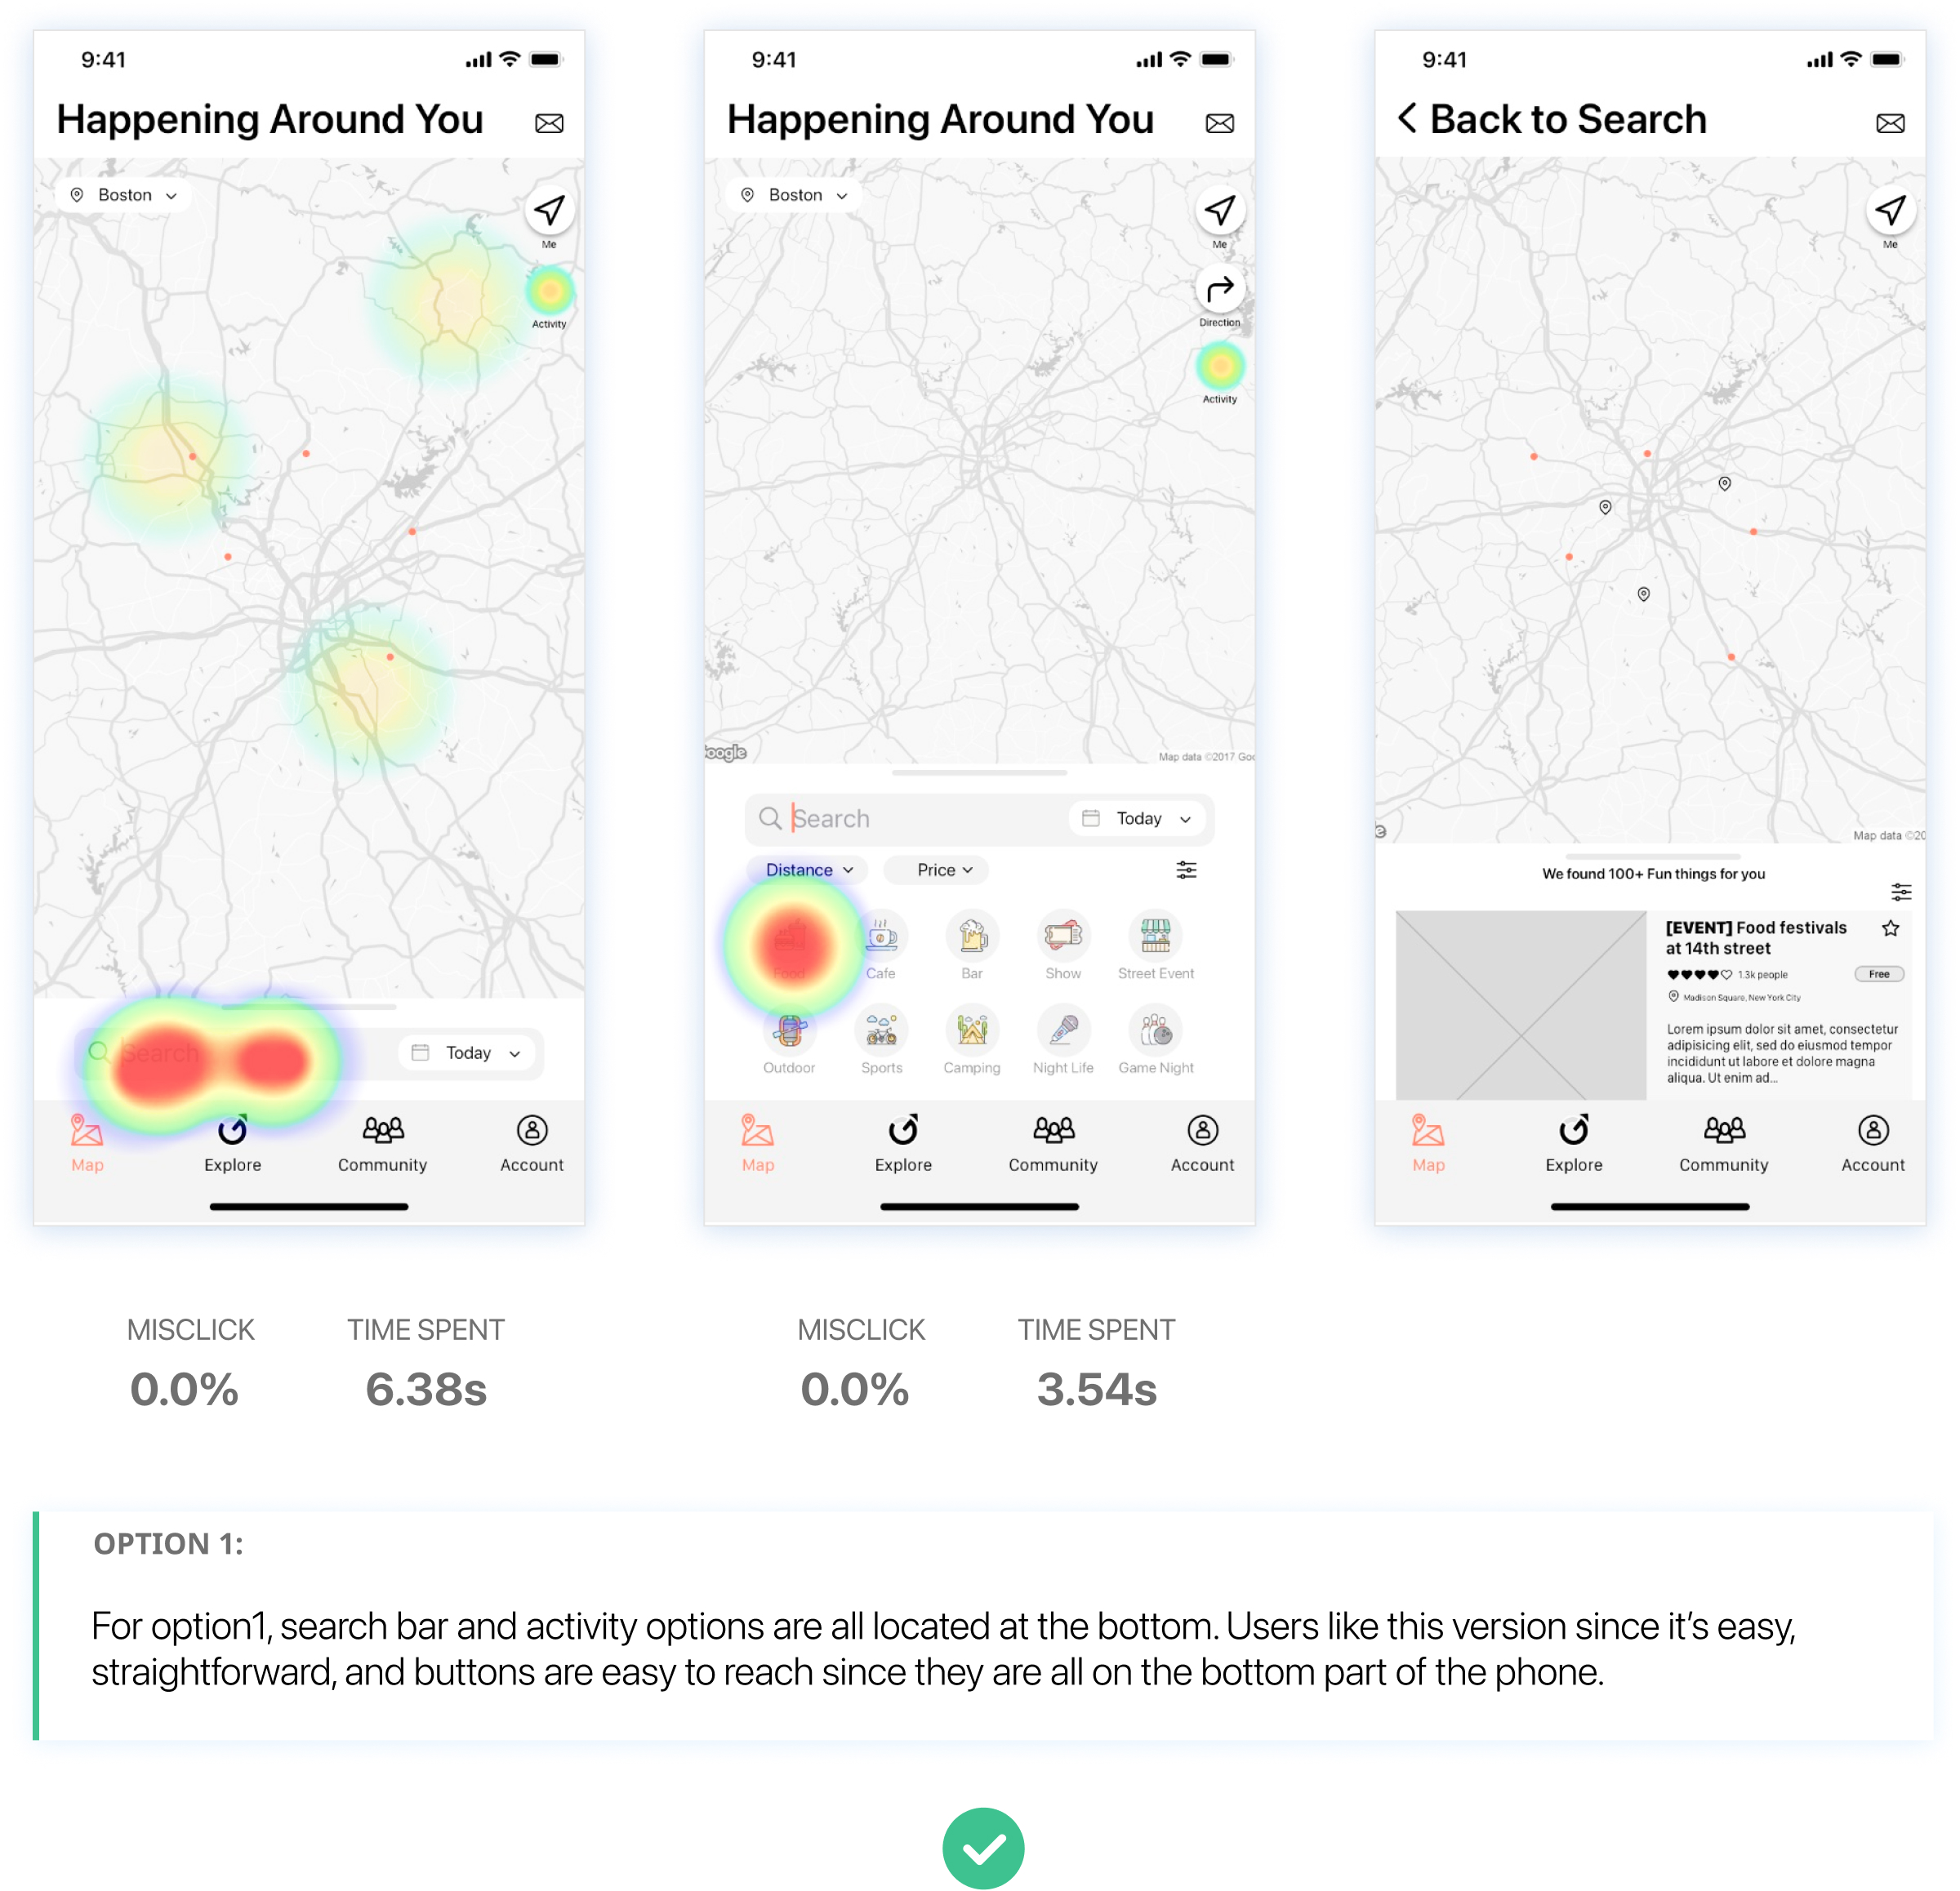 9:41
Happening Around You
Boston
Me
Activity
Search
Today
Map
Explore
Community
Account
9:41
Happening Around You
Boston
Me
Direction
Activity
oogle
Map data ©2017 Goo
Search
Today
Distance
Price
Food
Cafe
Bar
Show
Street Event
Outdoor
Sports
Camping
Night Life
Game Night
Map
Explore
Community
Account
9:41
Back to Search
Me
e
Map data ©20
We found 100+ Fun things for you
[EVENT] Food festivals
at 14th street
1.3k people
Free
Madison Square, New York City
Lorem ipsum dolor sit amet, consectetur
adipisicing elit, sed do eiusmod tempor
incididunt ut labore et dolore magna
aliqua. Ut enim ad...
Map
Explore
Community
Account
MISCLICK
TIME SPENT
0.0%
6.38s
MISCLICK
TIME SPENT
0.0%
3.54s
OPTION 1:
For option1, search bar and activity options are all located at the bottom. Users like this version since it's easy,
straightforward, and buttons are easy to reach since they are all on the bottom part of the phone.